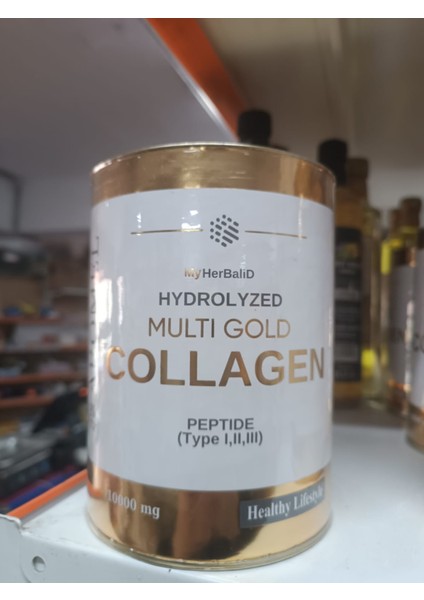 MyHerBaliD
HYDROLYZED
MULTI GOLD
COLLAGEN
PEPTIDE
(Type I,II,III)
10000 mg
Healthy Lifestyle